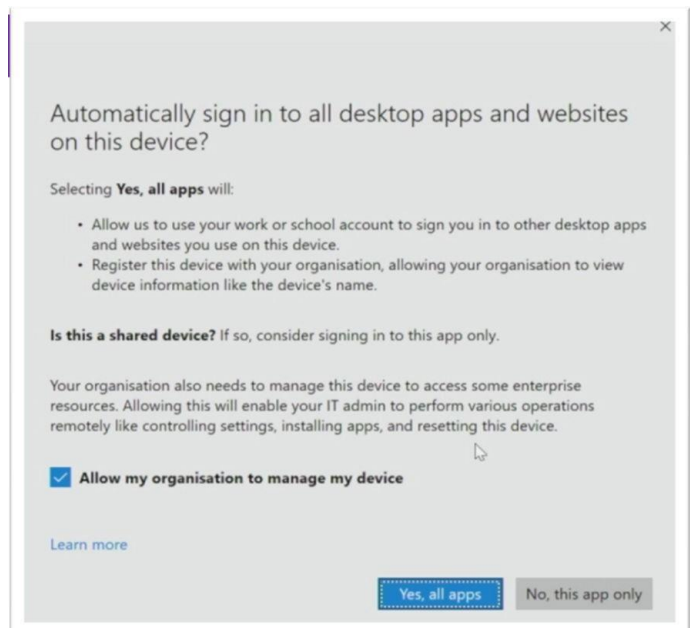 Automatically sign in to all desktop apps and websites
on this device?
Selecting Yes, all apps will:
• Allow us to use your work or school account to sign you in to other desktop apps
and websites you use on this device.
• Register this device with your organisation, allowing your organisation to view
device information like the device's name.
Is this a shared device? If so, consider signing in to this app only.
Your organisation also needs to manage this device to access some enterprise
resources. Allowing this will enable your IT admin to perform various operations
remotely like controlling settings, installing apps, and resetting this device.
Allow my organisation to manage my device
Learn more
Yes, all apps
No, this app only